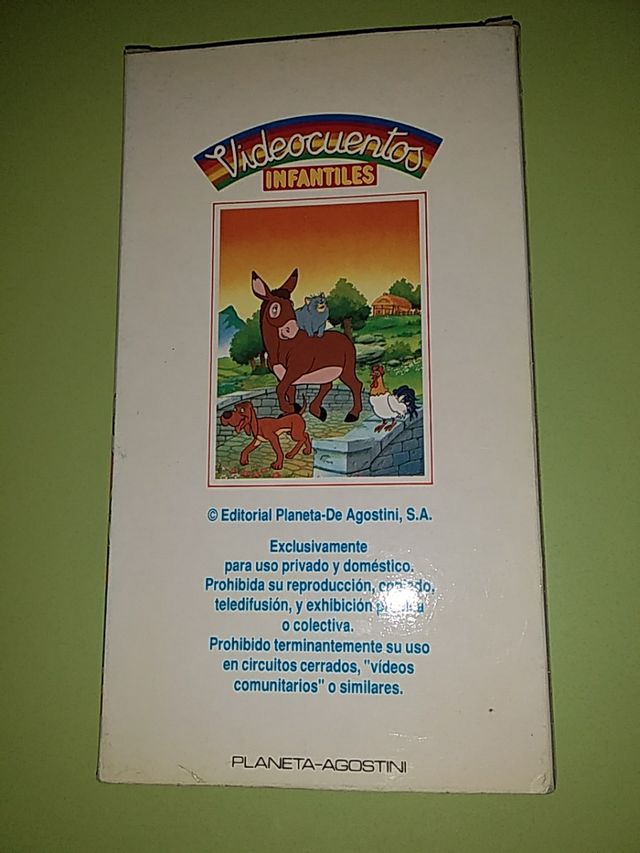 Videocuentos
INFANTILES
© Editorial Planeta-De Agostini, S.A.
Exclusivamente
para uso privado y doméstico.
Prohibida su reproducción,
teledifusión, y exhibición
o colectiva.
Prohibido terminantemente su uso
en circuitos cerrados, "vídeos
comunitarios" o similares.
PLANETA-AGOSTINI